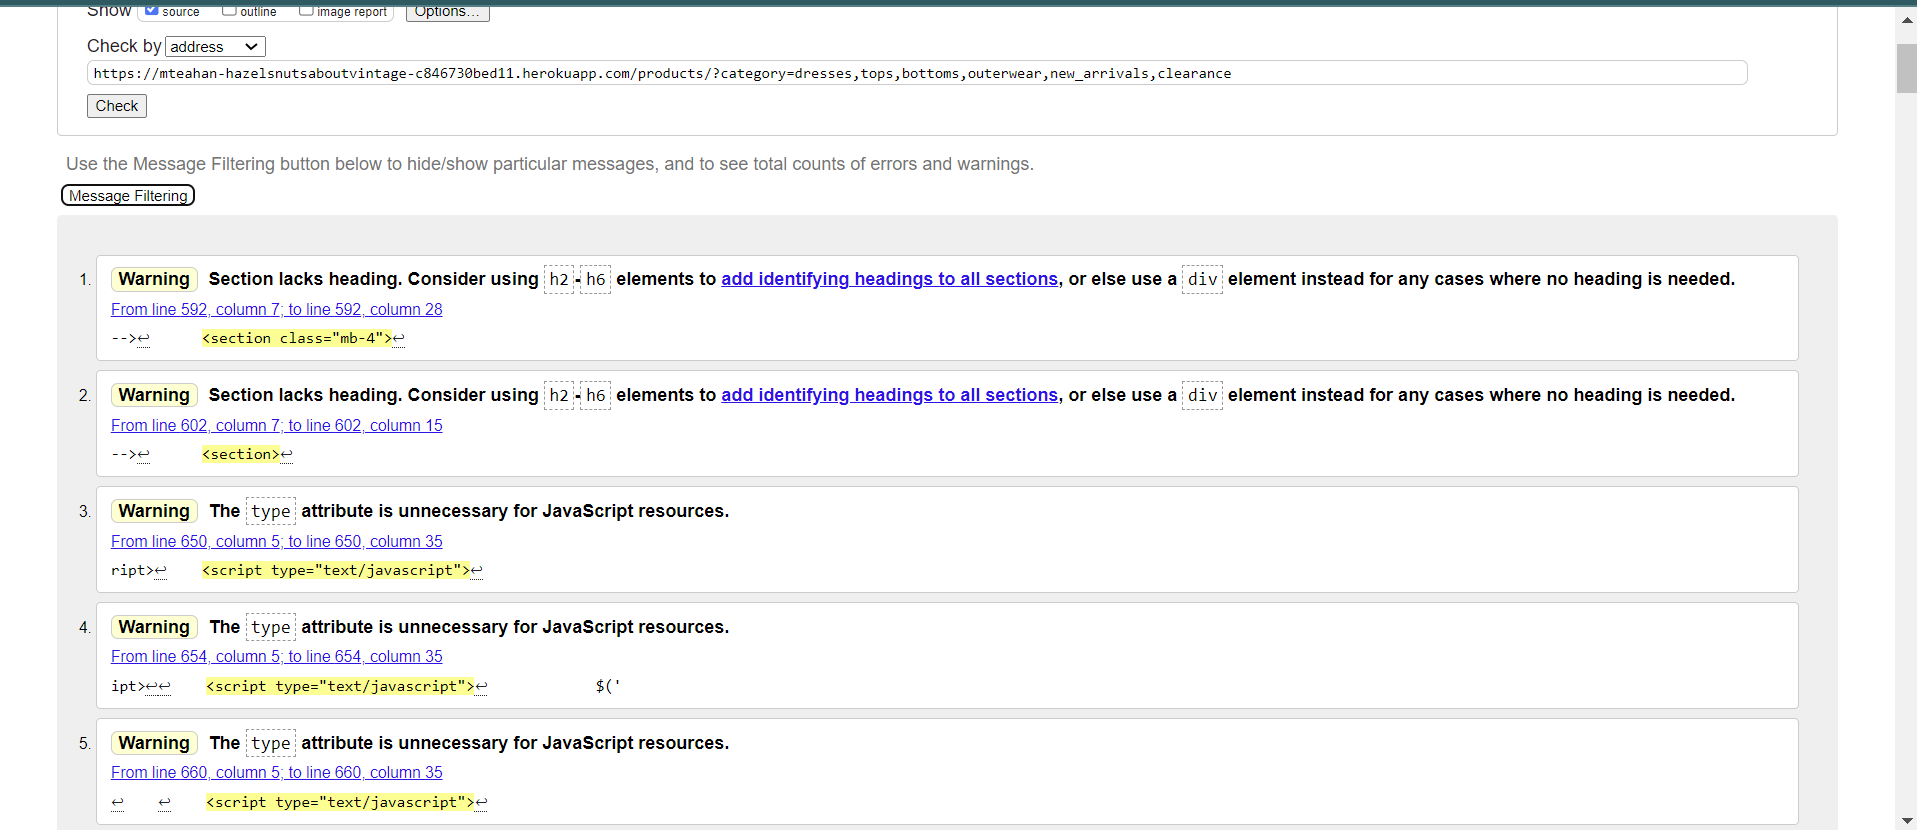 Show source outline image report Options...
Check by address
https://mteahan-hazelsnutsaboutvintage-c846730bed11.herokuapp.com/products/?category=dresses,tops,bottoms,outerwear,new_arrivals,clearance
Check
Use the Message Filtering button below to hide/show particular messages, and to see total counts of errors and warnings.
Message Filtering
1. Warning Section lacks heading. Consider using h2-h6 elements to add identifying headings to all sections, or else use a div element instead for any cases where no heading is needed.
From line 592, column 7; to line 592, column 28
-->↩ <section class="mb-4">↩
2. Warning Section lacks heading. Consider using h2-h6 elements to add identifying headings to all sections, or else use a div element instead for any cases where no heading is needed.
From line 602, column 7; to line 602, column 15
-->↩ <section>↩
3. Warning The type attribute is unnecessary for JavaScript resources.
From line 650, column 5; to line 650, column 35
ript>↩ <script type="text/javascript">↩
4. Warning The type attribute is unnecessary for JavaScript resources.
From line 654, column 5; to line 654, column 35
ipt>↩↩ <script type="text/javascript">↩ $('
5. Warning The type attribute is unnecessary for JavaScript resources.
From line 660, column 5; to line 660, column 35
↩ ↩ <script type="text/javascript">↩